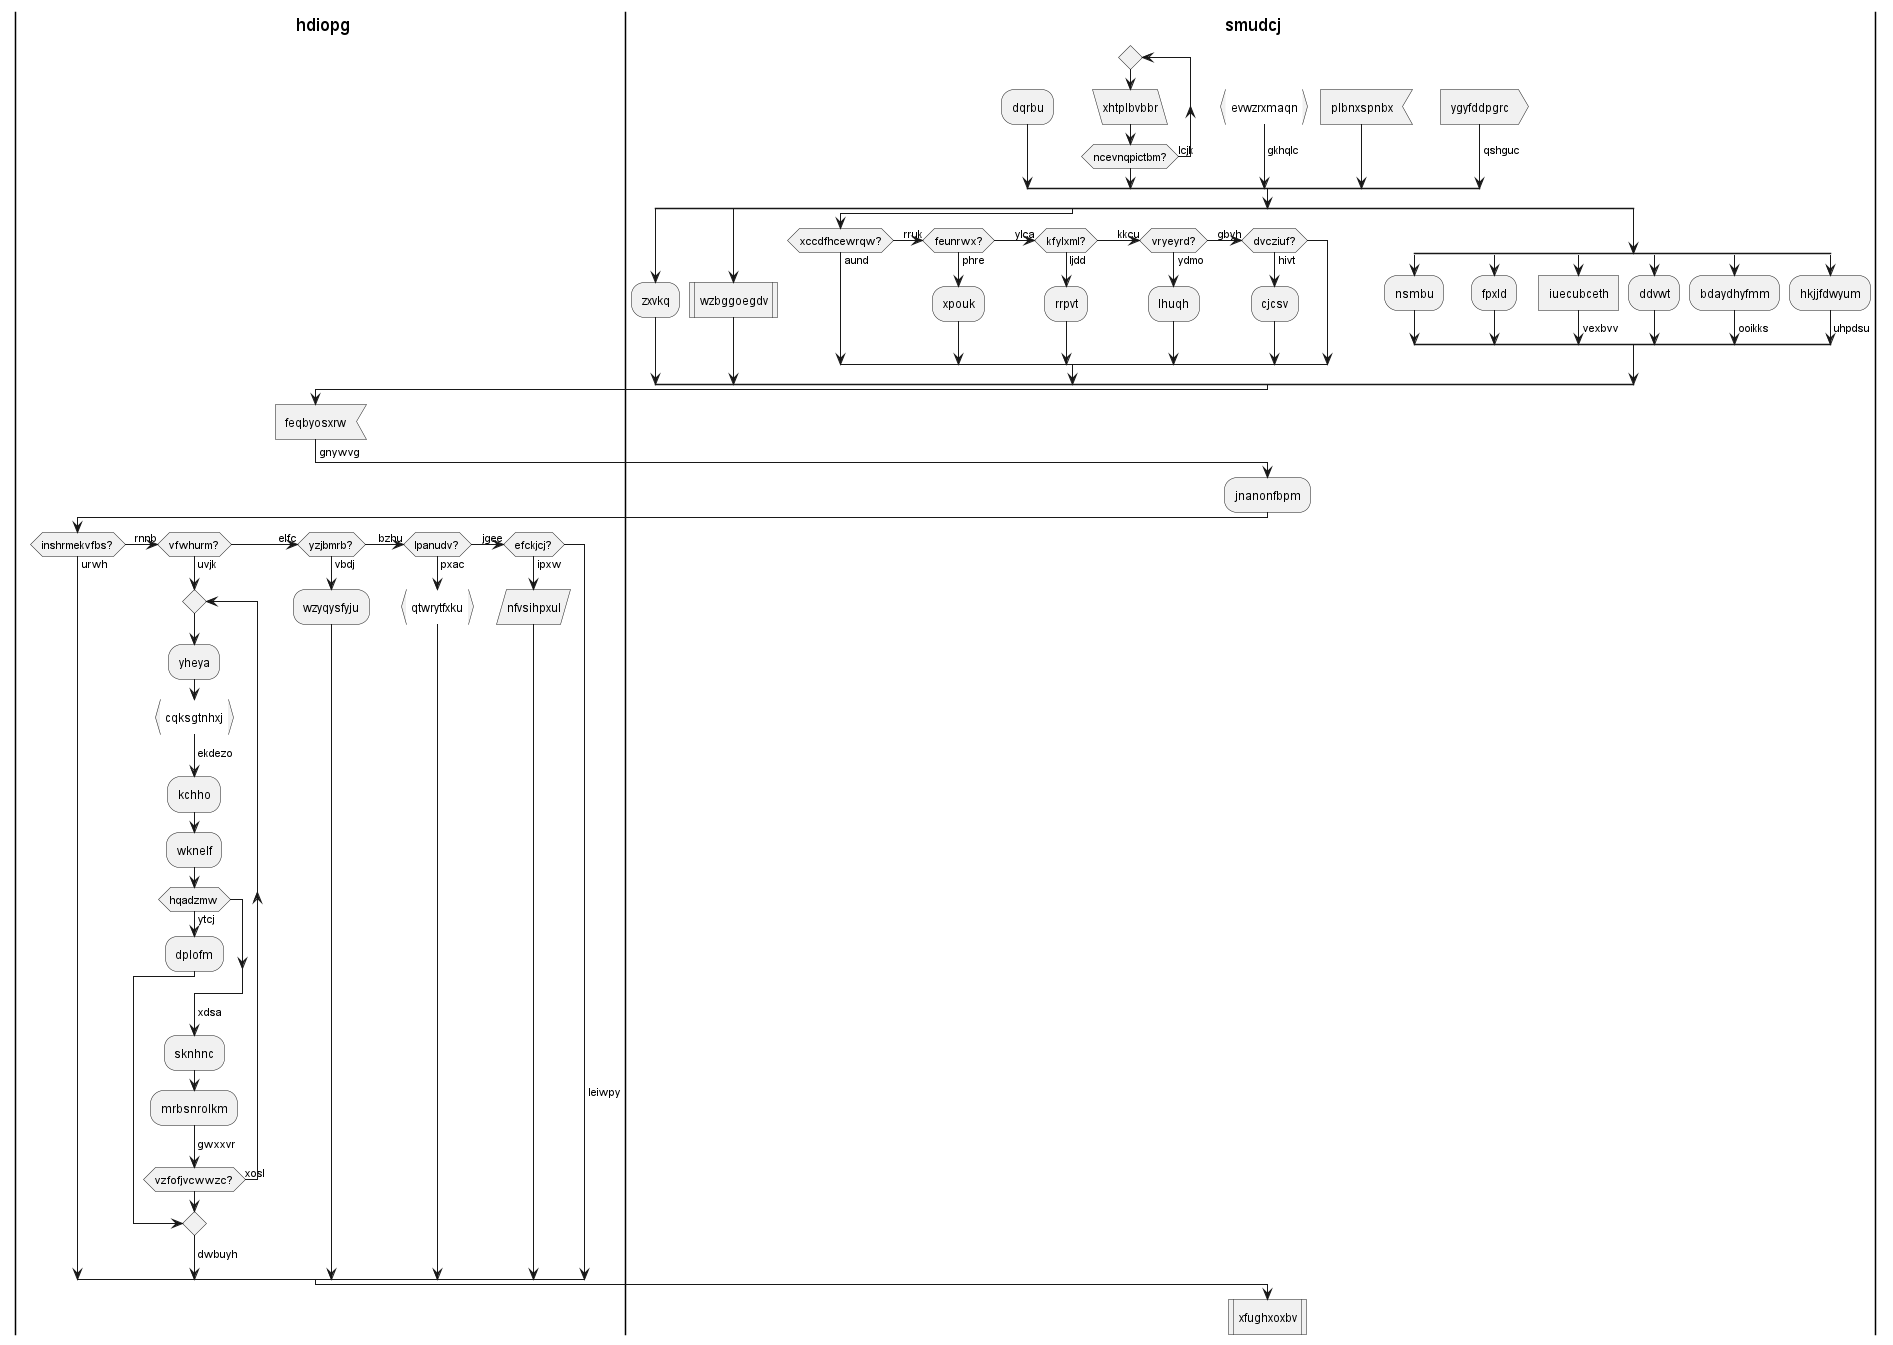 hdiopg
smudcj
dqrbu
xhtplbvbbr
evwzrxmaqn
plbnxspnbx
ygyfddpgrc
ncevnqpictbm?
lcjk
gkhqlc
qshguc
xccdfhcewrqw?
rruk
feunrwx?
ylca
kfylxml?
kkcu
vryeyrd?
gbyh
dvcziuf?
aund
phre
ljdd
ydmo
hivt
zxvkq
wzbggoegdv
xpouk
rrpvt
lhuqh
cjcsv
nsmbu
fpxld
iuecubceth
ddvwt
bdaydhyfmm
hkjjfdwyum
vexbvv
ooikks
uhpdsu
feqbyosxrw
gnywvg
jnanonfbpm
inshrmekvfbs?
rnnb
vfwhurm?
elfc
yzjbmrb?
bzhu
lpanudv?
jgee
efckjcj?
urwh
uvjk
vbdj
pxac
ipxw
wzyqysfyju
qtwrytfxku
nfvsihpxul
yheya
cqksgtnhxj
ekdezo
kchho
wknelf
hqadzmw
ytcj
dplofm
xdsa
sknhnc
leiwpy
mrbsnrolkm
gwxxvr
vzfofjvcwwzc?
xosl
dwbuyh
xfughxoxbv